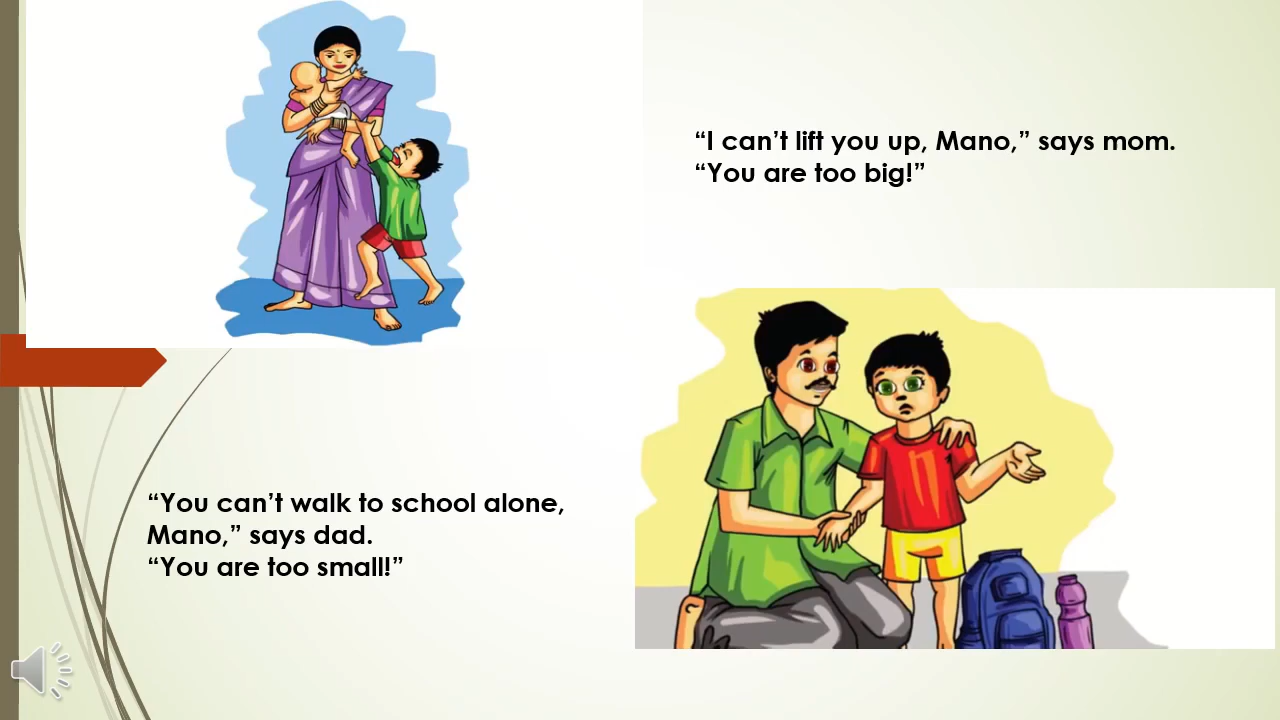 “I can’t lift you up, Mano,” says mom.
“You are too big!”
“You can’t walk to school alone,
Mano,” says dad.
“You are too small!”